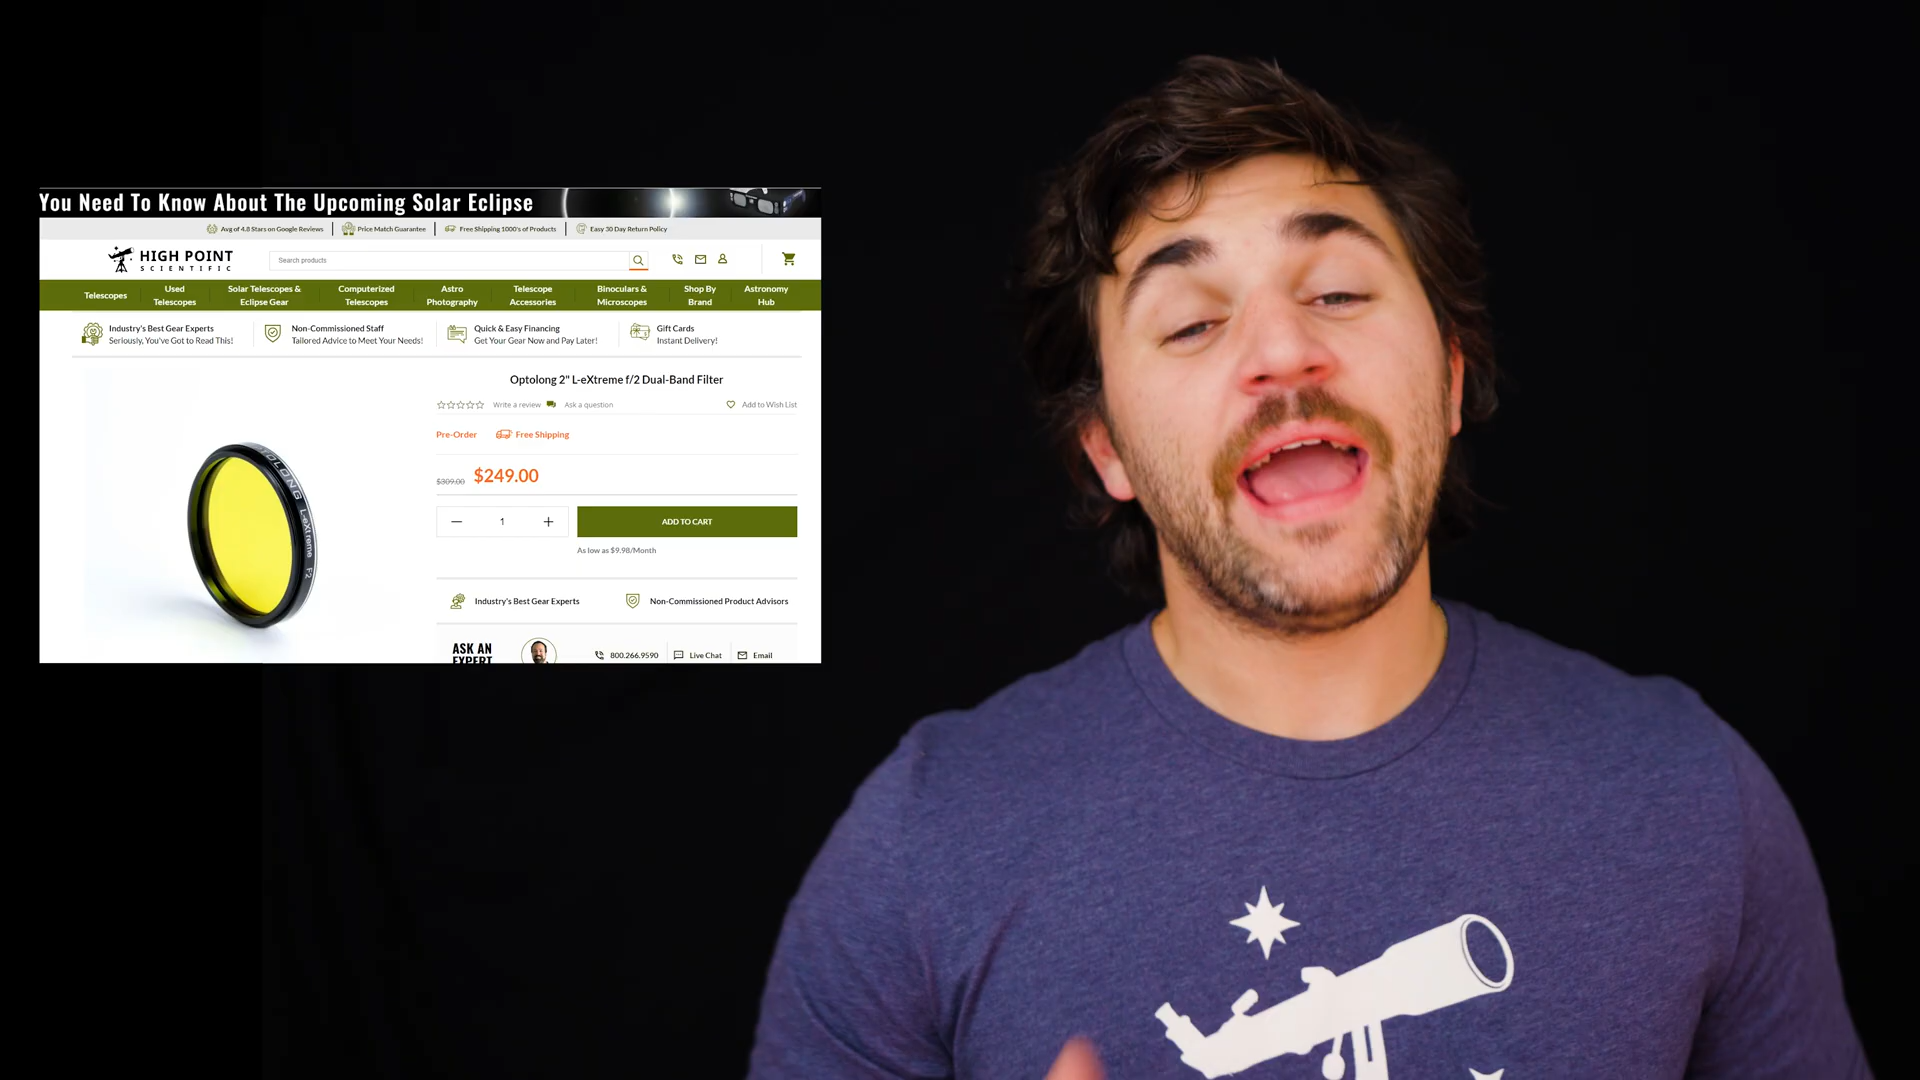 You Need To Know About The Upcoming Solar Eclipse
Avg of 4.8 Stars on Google Reviews
Price Match Guarantee
Free Shipping 1000's of Products
Easy 30 Day Return Policy
HIGH POINT
SCIENTIFIC
Search products
Telescopes
Used
Telescopes
Solar Telescopes &
Eclipse Gear
Computerized
Telescopes
Astro
Photography
Telescope
Accessories
Binoculars &
Microscopes
Shop By
Brand
Astronomy
Hub
Industry's Best Gear Experts
Seriously, You've Got to Read This!
Non-Commissioned Staff
Tailored Advice to Meet Your Needs!
Quick & Easy Financing
Get Your Gear Now and Pay Later!
Gift Cards
Instant Delivery!
Optolong 2" L-eXtreme f/2 Dual-Band Filter
Write a review
Ask a question
Add to Wish List
Pre-Order
Free Shipping
$309.00
$249.00
1
ADD TO CART
As low as $9.98/Month
Industry's Best Gear Experts
Non-Commissioned Product Advisors
ASK AN
EXPERT
800.266.9590
Live Chat
Email
L-eXtreme F2